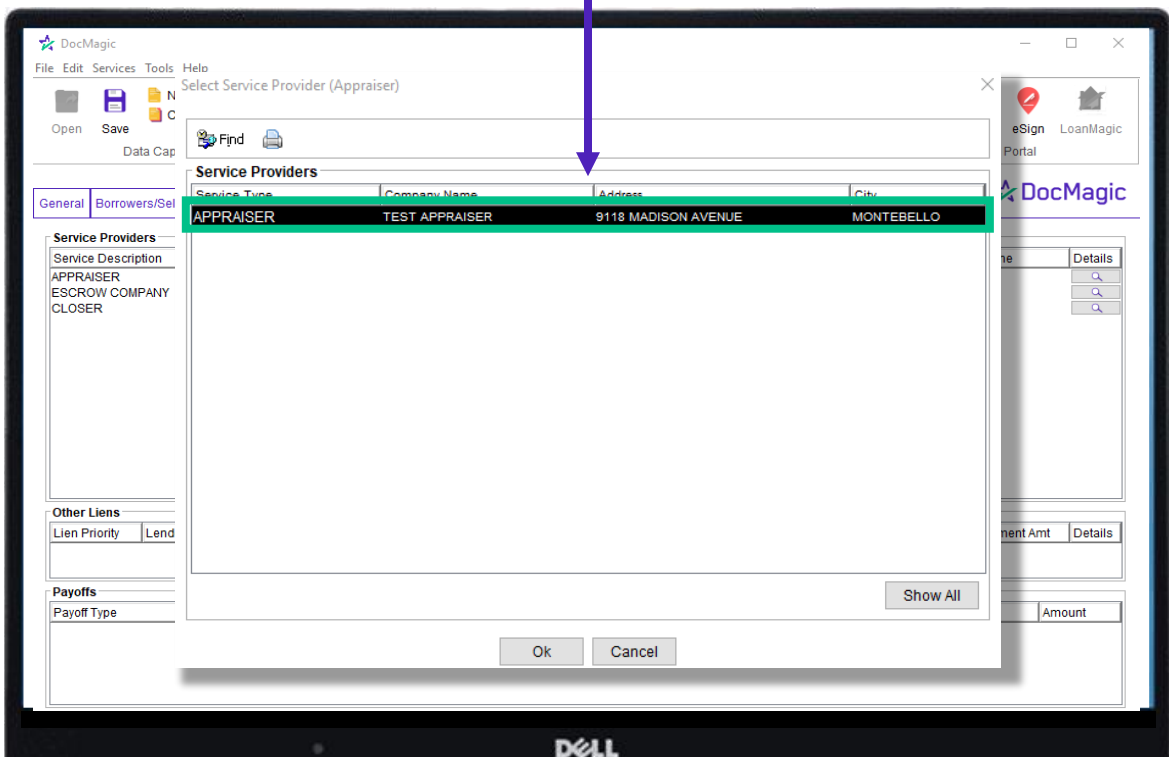 DocMagic
File Edit Services Tools Help
Select Service Provider (Appraiser)
N
Open Save
C
Data Cap
eSign LoanMagic
Portal
Find
Service Providers
Service Type Company Name Address City
APPRAISER TEST APPRAISER 9118 MADISON AVENUE MONTEBELLO
General Borrowers/Sel
DocMagic
Service Providers
Service Description
ne Details
APPRAISER
ESCROW COMPANY
CLOSER
Other Liens
Lien Priority Lend
ment Amt Details
Payoffs
Payoff Type
Amount
Show All
Ok Cancel
DELL